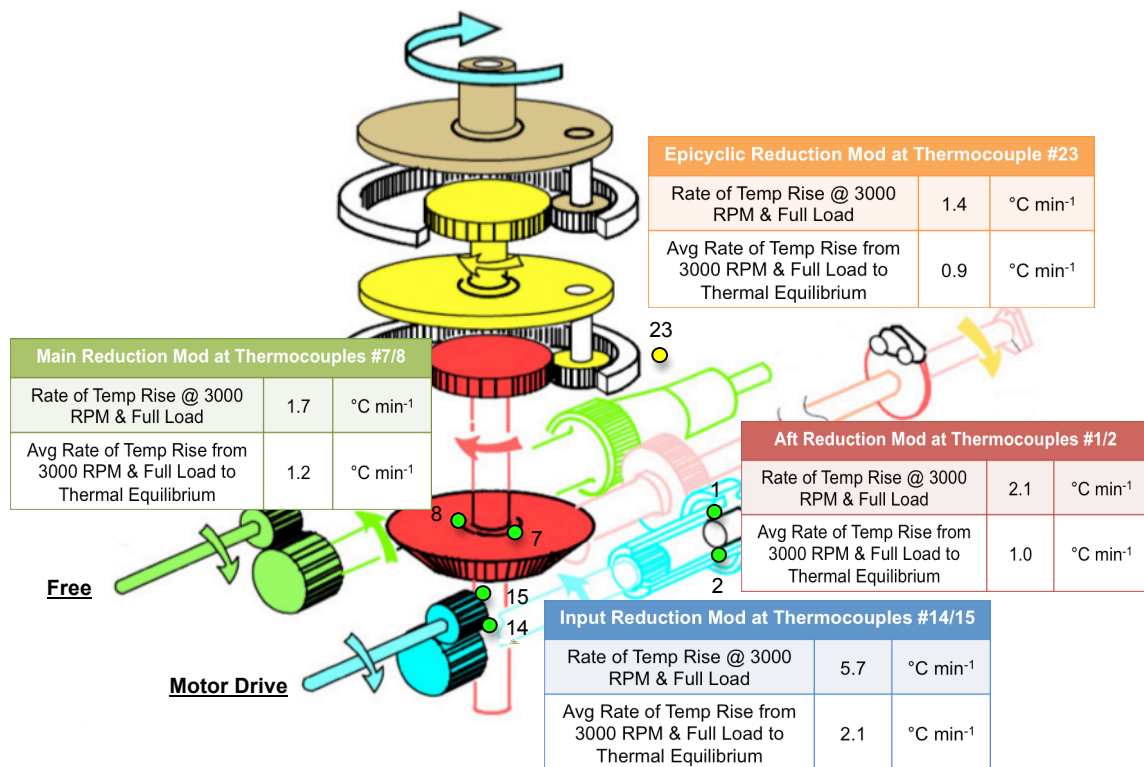 Epicyclic Reduction Mod at Thermocouple #23
Rate of Temp Rise @ 3000
RPM & Full Load
1.4
°C min-1
Avg Rate of Temp Rise from
3000 RPM & Full Load to
Thermal Equilibrium
0.9
°C min-1
23
Main Reduction Mod at Thermocouples #7/8
Rate of Temp Rise @ 3000
RPM & Full Load
1.7
°C min-1
Avg Rate of Temp Rise from
3000 RPM & Full Load to
Thermal Equilibrium
1.2
°C min-1
Aft Reduction Mod at Thermocouples #1/2
Rate of Temp Rise @ 3000
RPM & Full Load
2.1
°C min-1
Avg Rate of Temp Rise from
3000 RPM & Full Load to
Thermal Equilibrium
1.0
°C min-1
1
2
8
7
Free
15
14
Motor Drive
Input Reduction Mod at Thermocouples #14/15
Rate of Temp Rise @ 3000
RPM & Full Load
5.7
°C min-1
Avg Rate of Temp Rise from
3000 RPM & Full Load to
Thermal Equilibrium
2.1
°C min-1